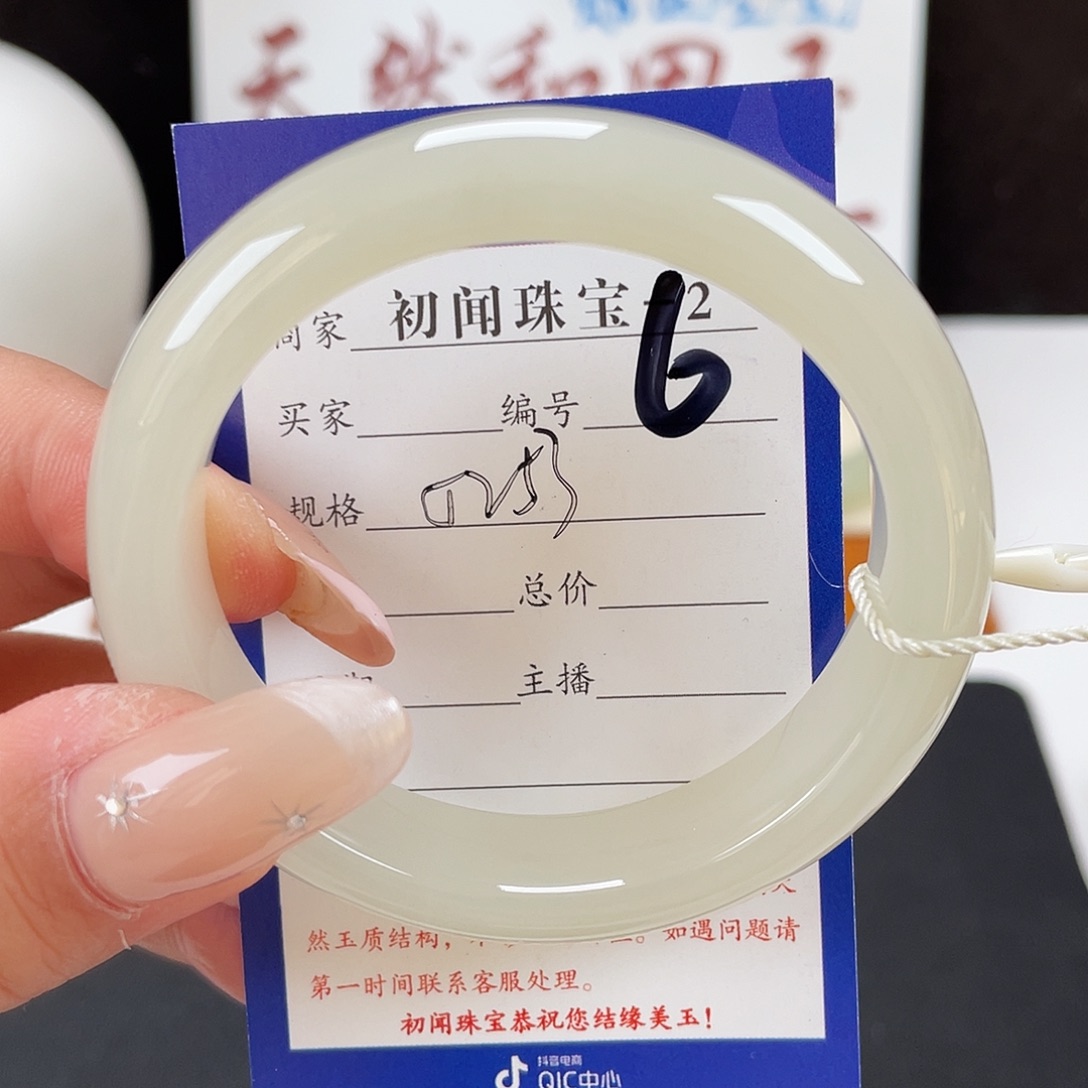 天然和田玉
商家 初闻珠宝-2
买家 编号 6
规格
总价
主播
然玉质结构, 如遇问题请
第一时间联系客服处理。
初闻珠宝恭祝您结缘美玉!
抖音电商
QIC中心